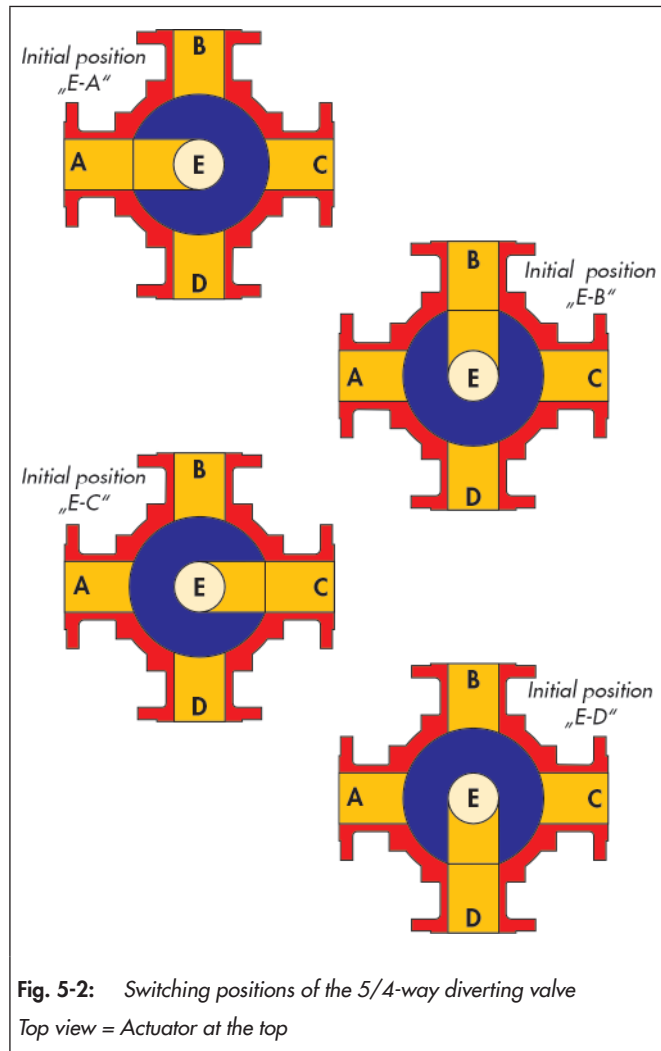 Initial position
„E-A“
B
A
E
C
D
Initial position
„E-B“
B
A
E
C
D
Initial position
„E-C“
B
A
E
C
D
Initial position
„E-D“
B
A
E
C
D
Fig. 5-2: Switching positions of the 5/4-way diverting valve
Top view = Actuator at the top